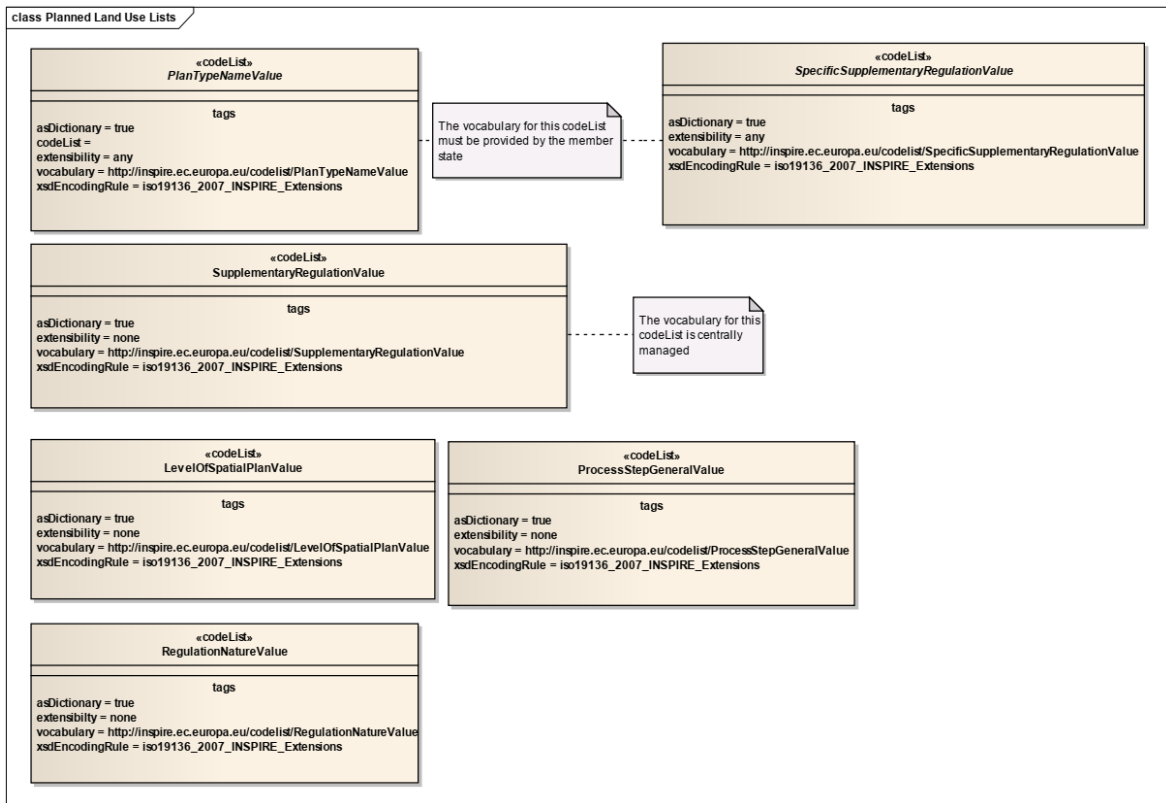 class Planned Land Use Lists
«codeList»
PlanTypeNameValue
tags
asDictionary = true
codeList =
extensibility = any
vocabulary = http://inspire.ec.europa.eu/codelist/PlanTypeNameValue
xsdEncodingRule = iso19136_2007_INSPIRE_Extensions
The vocabulary for this codeList
must be provided by the member
state
«codeList»
SpecificSupplementaryRegulationValue
tags
asDictionary = true
extensibility = any
vocabulary = http://inspire.ec.europa.eu/codelist/SpecificSupplementaryRegulationValue
xsdEncodingRule = iso19136_2007_INSPIRE_Extensions
«codeList»
SupplementaryRegulationValue
tags
asDictionary = true
extensibility = none
vocabulary = http://inspire.ec.europa.eu/codelist/SupplementaryRegulationValue
xsdEncodingRule = iso19136_2007_INSPIRE_Extensions
The vocabulary for this
codeList is centrally
managed
«codeList»
LevelOfSpatialPlanValue
tags
asDictionary = true
extensibility = none
vocabulary = http://inspire.ec.europa.eu/codelist/LevelOfSpatialPlanValue
xsdEncodingRule = iso19136_2007_INSPIRE_Extensions
«codeList»
ProcessStepGeneralValue
tags
asDictionary = true
extensibility = none
vocabulary = http://inspire.ec.europa.eu/codelist/ProcessStepGeneralValue
xsdEncodingRule = iso19136_2007_INSPIRE_Extensions
«codeList»
RegulationNatureValue
tags
asDictionary = true
extensibilty = none
vocabulary = http://inspire.ec.europa.eu/codelist/RegulationNatureValue
xsdEncodingRule = iso19136_2007_INSPIRE_Extensions